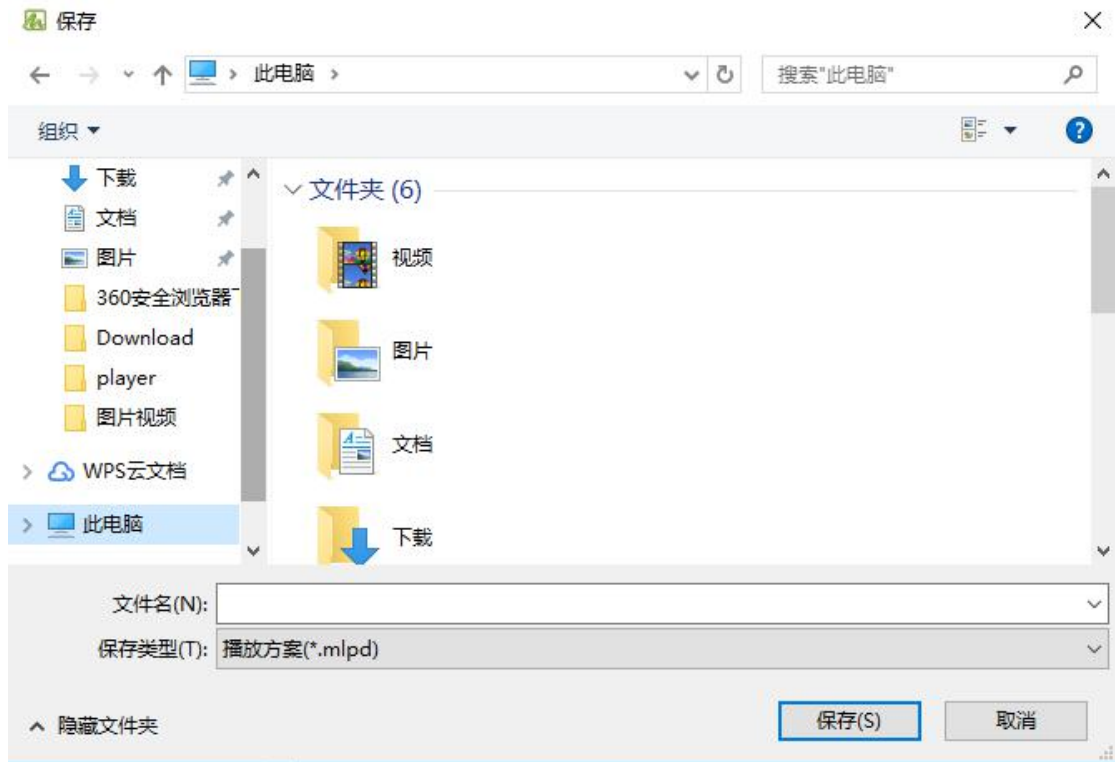 保存
此电脑
搜索"此电脑"
组织
下载
文档
图片
360安全浏览器
Download
player
图片视频
WPS云文档
此电脑
文件夹 (6)
视频
图片
文档
下载
文件名(N):
保存类型(T): 播放方案(*.mlpd)
隐藏文件夹
保存(S)
取消